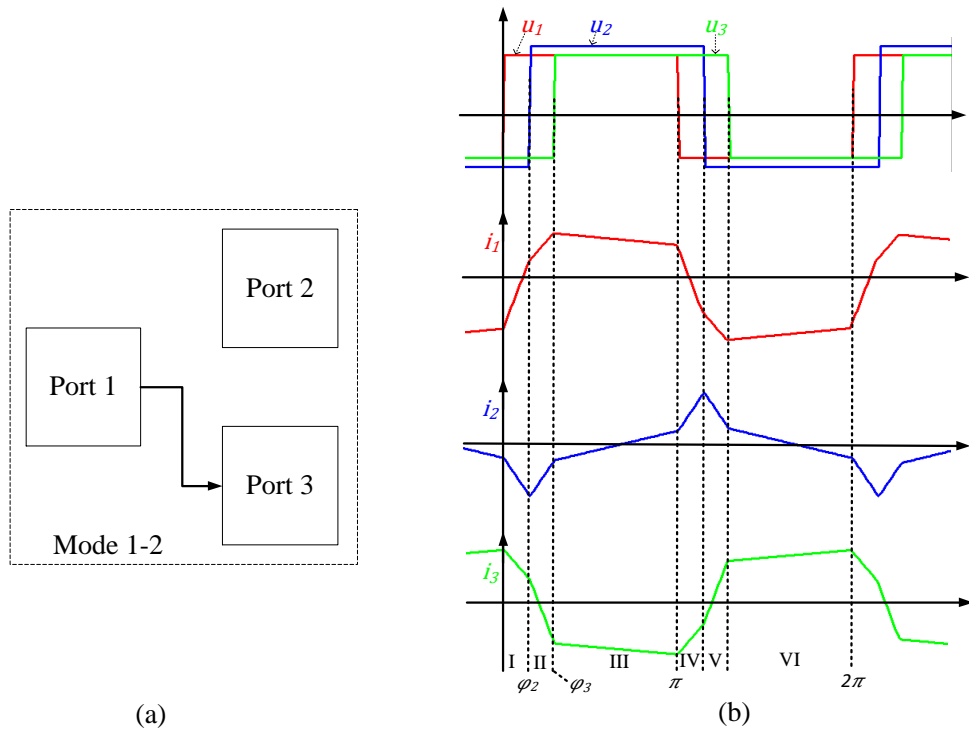 Port 2
Port 1
Port 3
Mode 1-2
(a)
u1
u2
u3
i1
i2
i3
I
II
III
IV
V
VI
φ2
φ3
π
2π
(b)